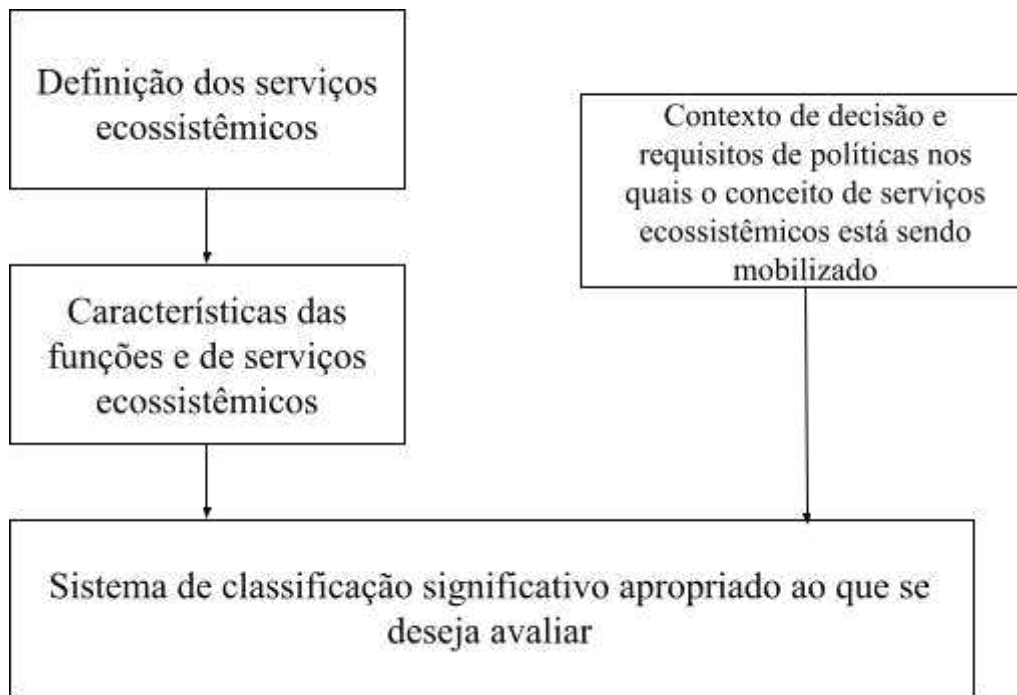 Definição dos serviços
ecossistêmicos
Contexto de decisão e
requisitos de políticas nos
quais o conceito de serviços
ecossistêmicos está sendo
mobilizado
Características das
funções e de serviços
ecossistêmicos
Sistema de classificação significativo apropriado ao que se
deseja avaliar